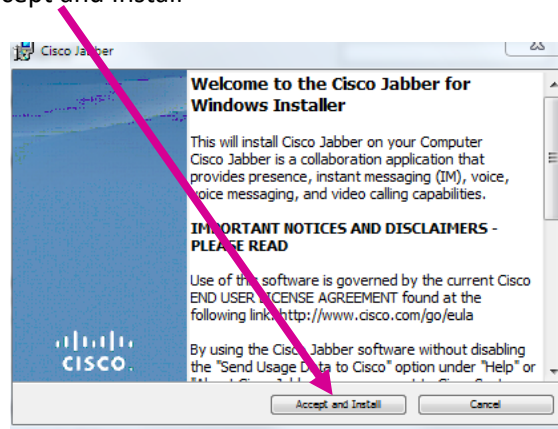 and Install
Cisco Jabber
Welcome to the Cisco Jabber for
Windows Installer
This will install Cisco Jabber on your Computer
Cisco Jabber is a collaboration application that
provides presence, instant messaging (IM), voice,
voice messaging, and video calling capabilities.
IMPORTANT NOTICES AND DISCLAIMERS -
PLEASE READ
Use of this software is governed by the current Cisco
END USER LICENSE AGREEMENT found at the
following link: http://www.cisco.com/go/eula
By using the Cisco Jabber software without disabling
the "Send Usage Data to Cisco" option under "Help" or
CISCO.
Accept and Install
Cancel